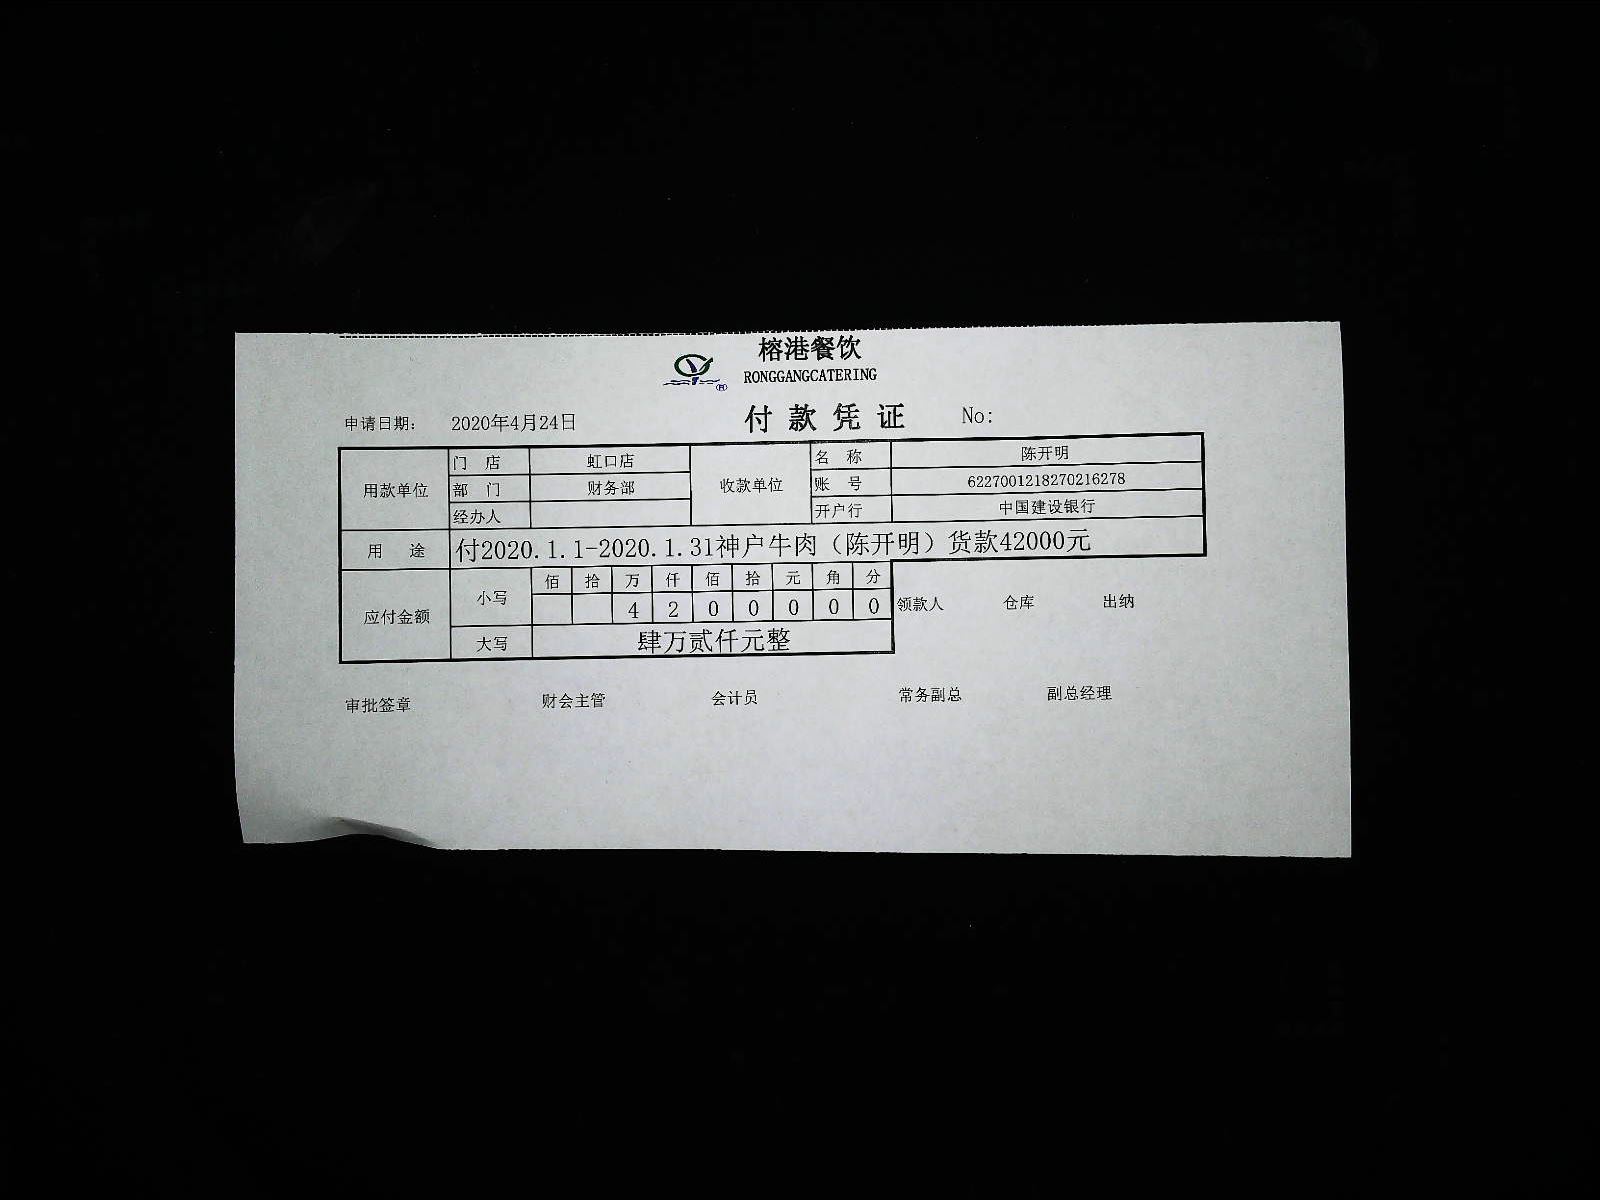 榕港餐饮
RONGGANGCATERING
申请日期： 2020年4月24日 付款凭证 No:
用款单位 门 店 虹口店 收款单位 名 称 陈开明
部 门 财务部 账 号 6227001218270216278
经办人 开户行 中国建设银行
用 途 付2020.1.1-2020.1.31神户牛肉（陈开明）货款42000元
应付金额 小写 佰 拾 万 仟 佰 拾 元 角 分
4 2 0 0 0 0 0 领款人 仓库 出纳
大写 肆万贰仟元整
审批签章 财会主管 会计员 常务副总 副总经理